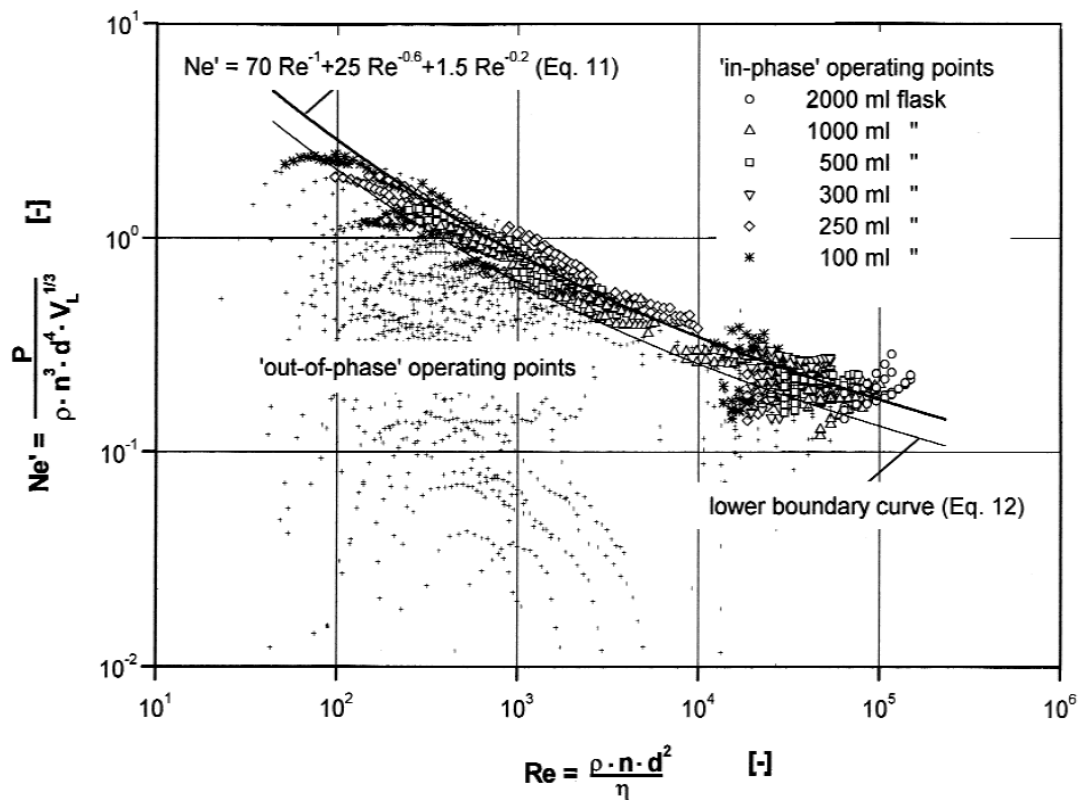 10¹
Ne' = 70 Re⁻¹+25 Re⁻⁰·⁶+1.5 Re⁻⁰·² (Eq. 11)
'in-phase' operating points
2000 ml flask
1000 ml "
500 ml "
300 ml "
250 ml "
100 ml "
10⁰
Ne' = P / ρ · n³ · d⁴ · V_L^1/3 [-]
'out-of-phase' operating points
10⁻¹
lower boundary curve (Eq. 12)
10⁻²
10¹ 10² 10³ 10⁴ 10⁵ 10⁶
Re = ρ · n · d² / η [-]